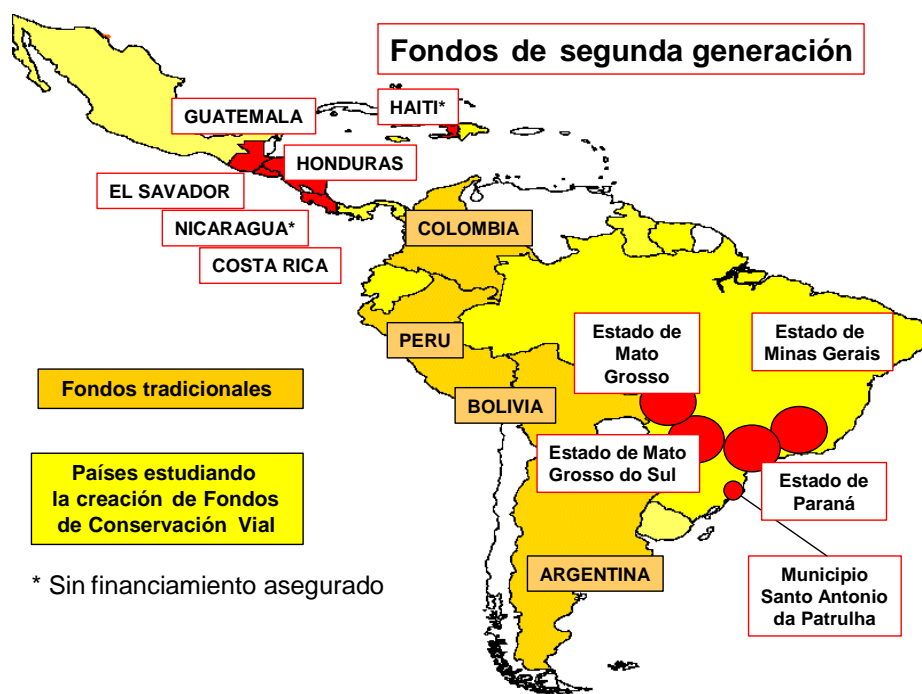 Fondos de segunda generación
HAITI*
GUATEMALA
HONDURAS
EL SAVADOR
NICARAGUA*
COSTA RICA
COLOMBIA
PERU
BOLIVIA
ARGENTINA
Estado de
Mato
Grosso
Estado de
Minas Gerais
Estado de Mato
Grosso do Sul
Estado de
Paraná
Municipio
Santo Antonio
da Patrulha
Fondos tradicionales
Países estudiando
la creación de Fondos
de Conservación Vial
* Sin financiamiento asegurado